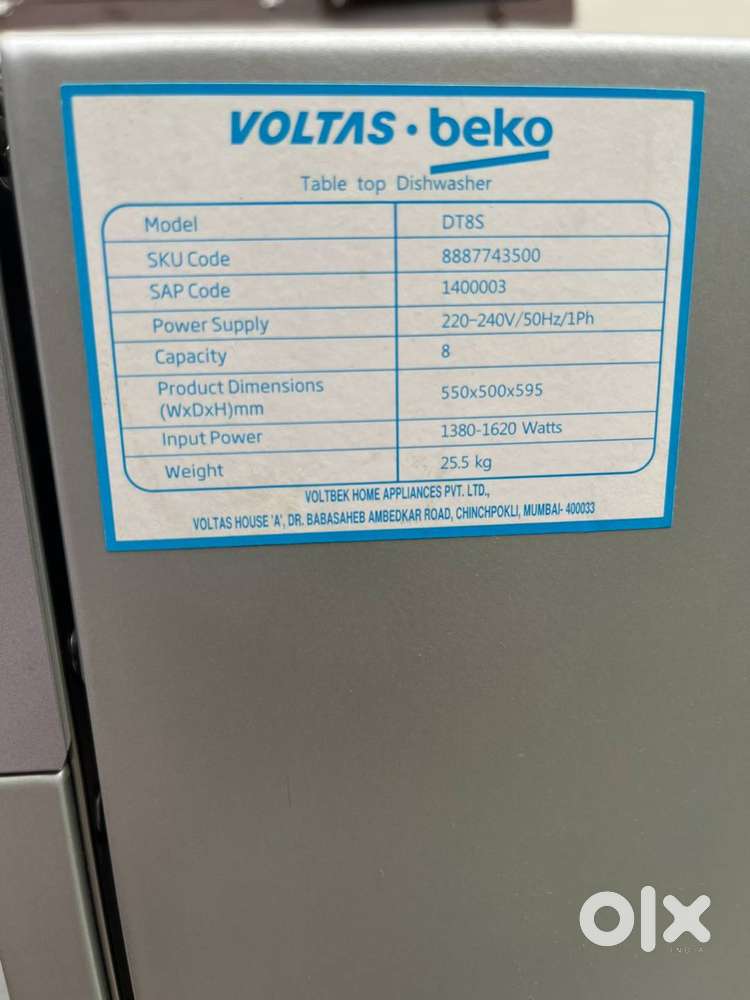 VOLTAS · beko
Table top Dishwasher
Model DT8S
SKU Code 8887743500
SAP Code 1400003
Power Supply 220-240V/50Hz/1Ph
Capacity 8
Product Dimensions
(WxDxH)mm 550x500x595
Input Power 1380-1620 Watts
Weight 25.5 kg
VOLTBEK HOME APPLIANCES PVT. LTD.,
VOLTAS HOUSE 'A', DR. BABASAHEB AMBEDKAR ROAD, CHINCHPOKLI, MUMBAI- 400033
olx
INDIA